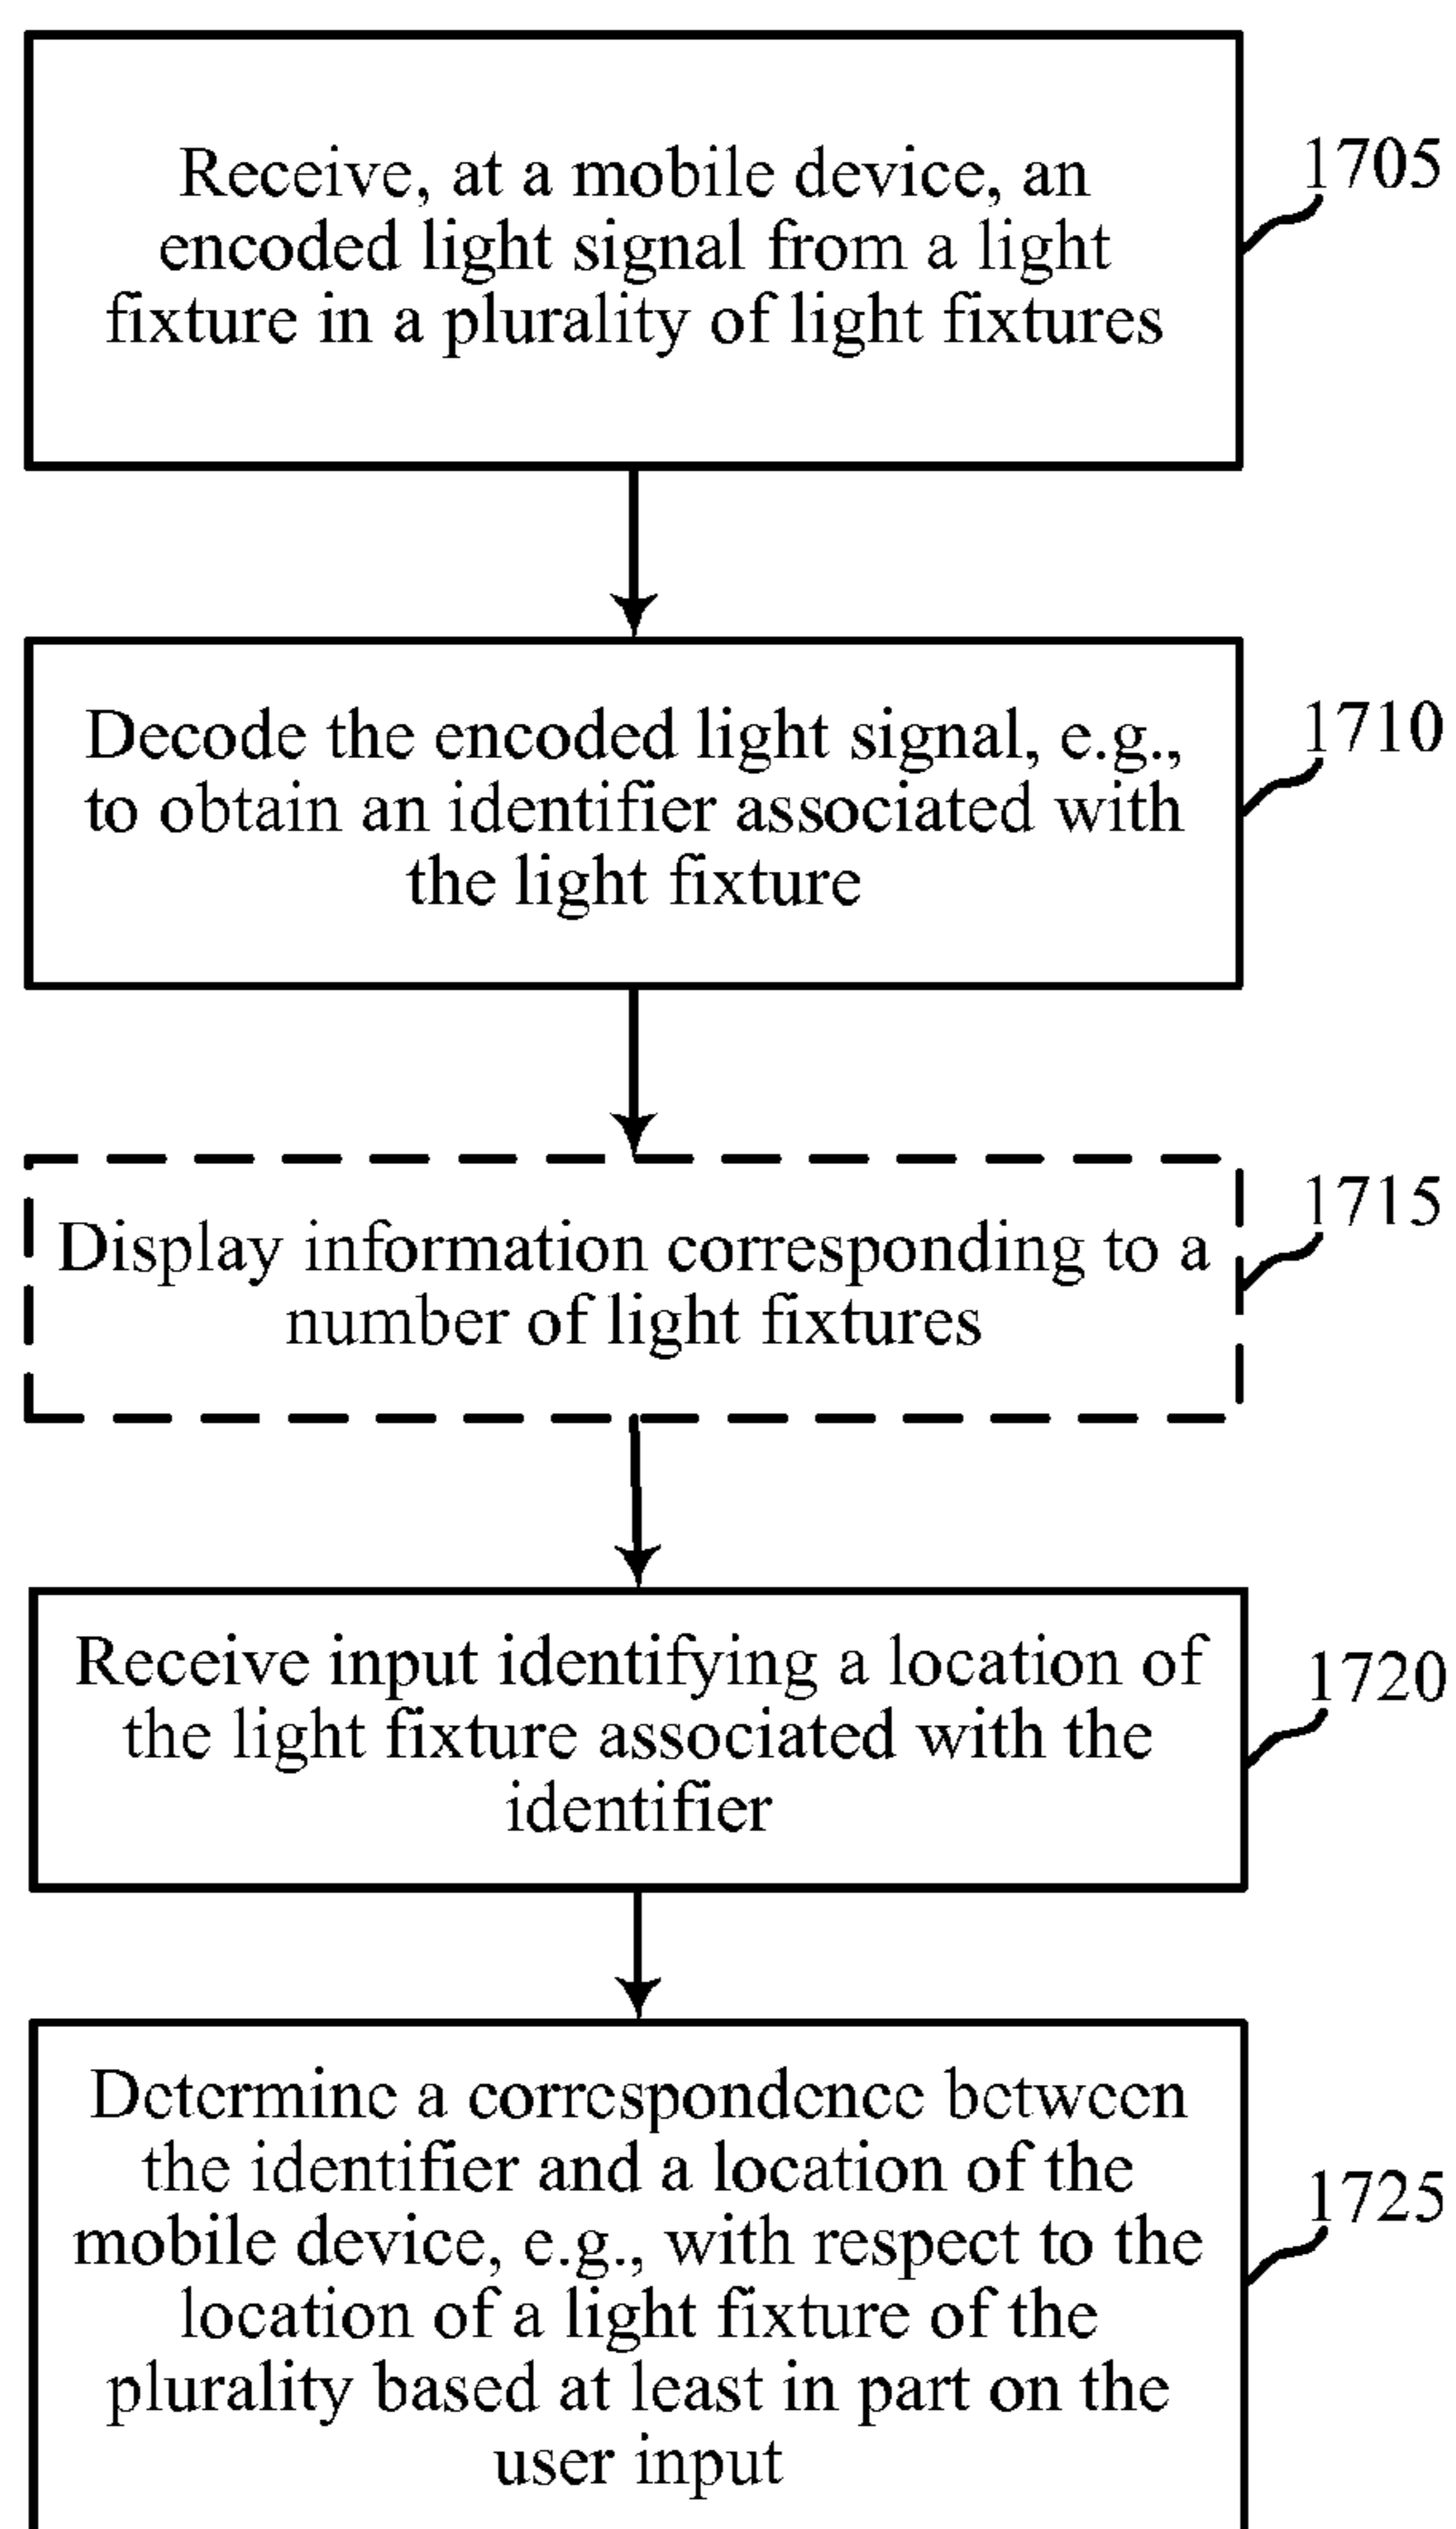 Receive, at a mobile device, an
encoded light signal from a light
fixture in a plurality of light fixtures
1705
Decode the encoded light signal, e.g.,
to obtain an identifier associated with
the light fixture
1710
Display information corresponding to a
number of light fixtures
1715
Receive input identifying a location of
the light fixture associated with the
identifier
1720
Determine a correspondence between
the identifier and a location of the
mobile device, e.g., with respect to the
location of a light fixture of the
plurality based at least in part on the
user input
1725